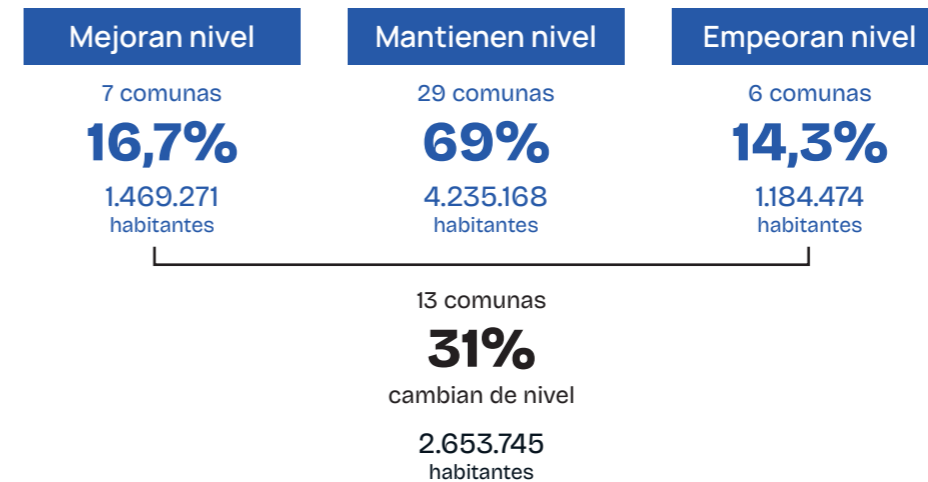 Mejoran nivel
7 comunas
16,7%
1.469.271
habitantes
Mantienen nivel
29 comunas
69%
4.235.168
habitantes
Empeoran nivel
6 comunas
14,3%
1.184.474
habitantes
13 comunas
31%
cambian de nivel
2.653.745
habitantes